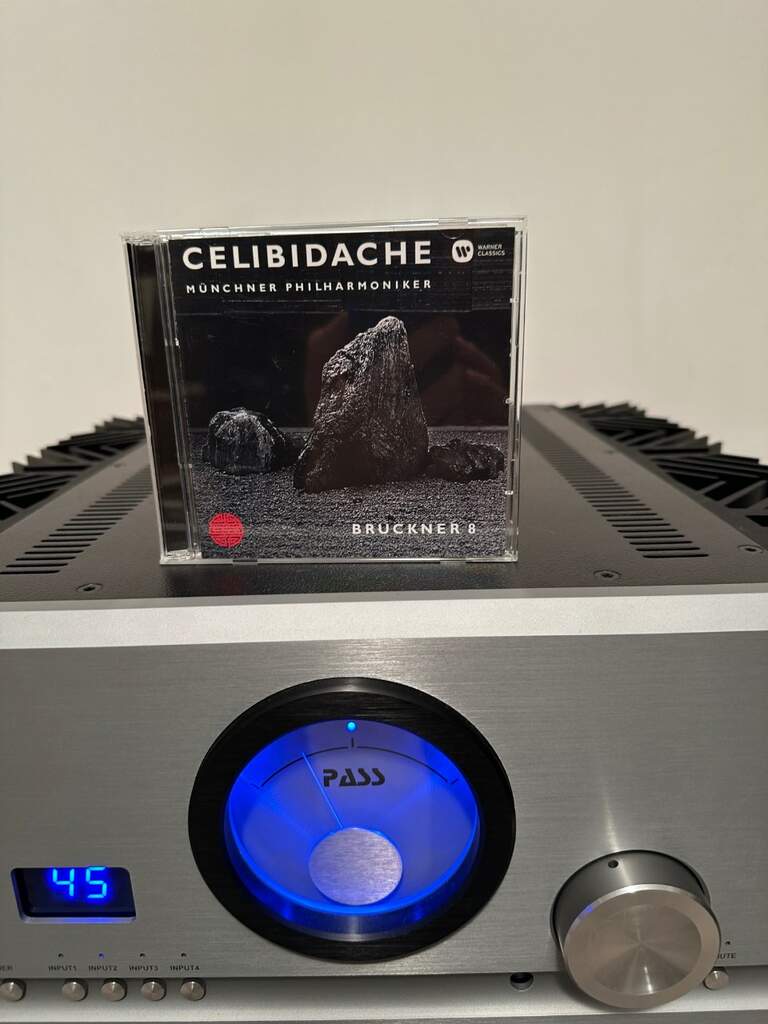 CELIBIDACHE
WARNER
CLASSICS
MÜNCHNER PHILHARMONIKER
BRUCKNER 8
PASS
45
INPUT1 INPUT2 INPUT3 INPUT4